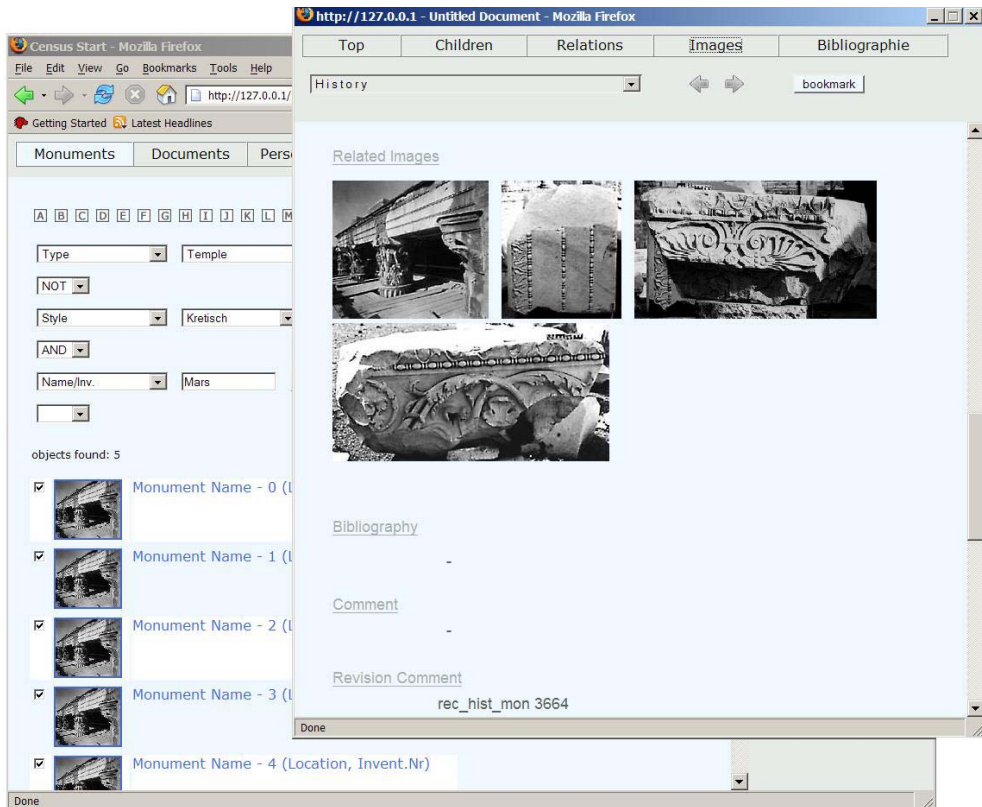 http://127.0.0.1 - Untitled Document - Mozilla Firefox
Top Children Relations Images Bibliographie
History bookmark
Related Images
Bibliography
-
Comment
-
Revision Comment
rec_hist_mon 3664
Done
Census Start - Mozilla Firefox
File Edit View Go Bookmarks Tools Help
http://127.0.0.1/
Getting Started Latest Headlines
Monuments Documents Perso
A B C D E F G H I J K L M
Type Temple
NOT
Style Kretisch
AND
Name/Inv. Mars
objects found: 5
Monument Name - 0 (L
Monument Name - 1 (L
Monument Name - 2 (L
Monument Name - 3 (L
Monument Name - 4 (Location, Invent.Nr)
Done